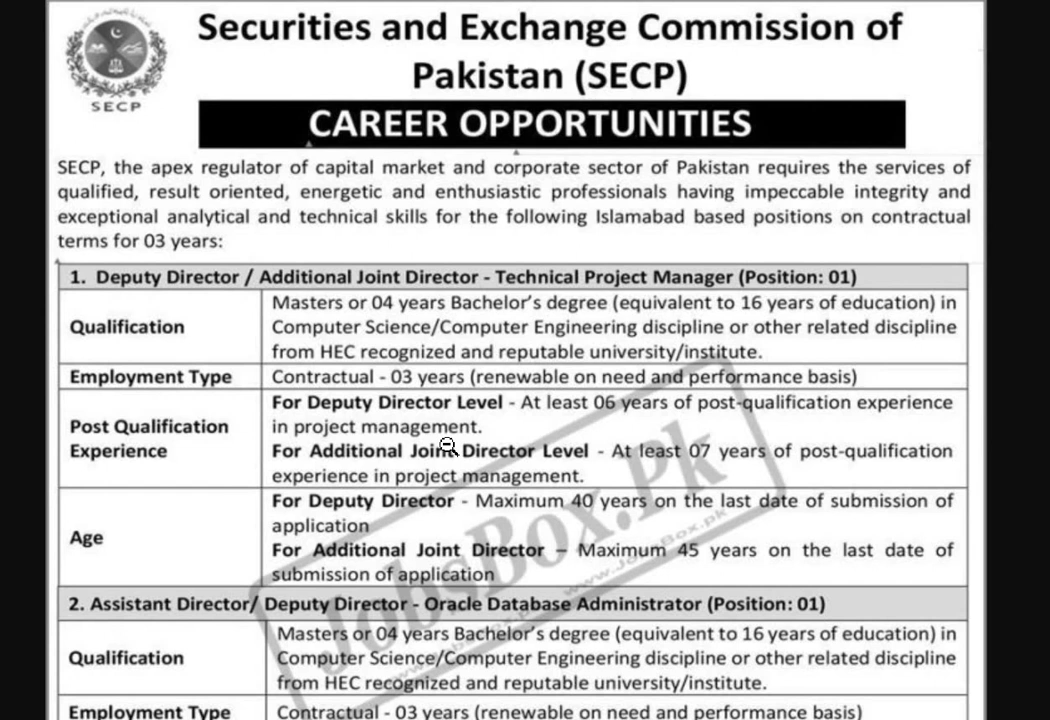 Securities and Exchange Commission of
Pakistan (SECP)
SECP
CAREER OPPORTUNITIES
SECP, the apex regulator of capital market and corporate sector of Pakistan requires the services of
qualified, result oriented, energetic and enthusiastic professionals having impeccable integrity and
exceptional analytical and technical skills for the following Islamabad based positions on contractual
terms for 03 years:
1. Deputy Director / Additional Joint Director - Technical Project Manager (Position: 01)
Qualification
Masters or 04 years Bachelor's degree (equivalent to 16 years of education) in
Computer Science/Computer Engineering discipline or other related discipline
from HEC recognized and reputable university/institute.
Employment Type
Contractual - 03 years (renewable on need and performance basis)
Post Qualification
Experience
For Deputy Director Level - At least 06 years of post-qualification experience
in project management.
For Additional Joint Director Level - At least 07 years of post-qualification
experience in project management.
Age
For Deputy Director - Maximum 40 years on the last date of submission of
application
For Additional Joint Director – Maximum 45 years on the last date of
submission of application
2. Assistant Director/ Deputy Director - Oracle Database Administrator (Position: 01)
Qualification
Masters or 04 years Bachelor's degree (equivalent to 16 years of education) in
Computer Science/Computer Engineering discipline or other related discipline
from HEC recognized and reputable university/institute.
Employment Type
Contractual - 03 years (renewable on need and performance basis)
JobsBox.Pk
www.JobsBox.pk